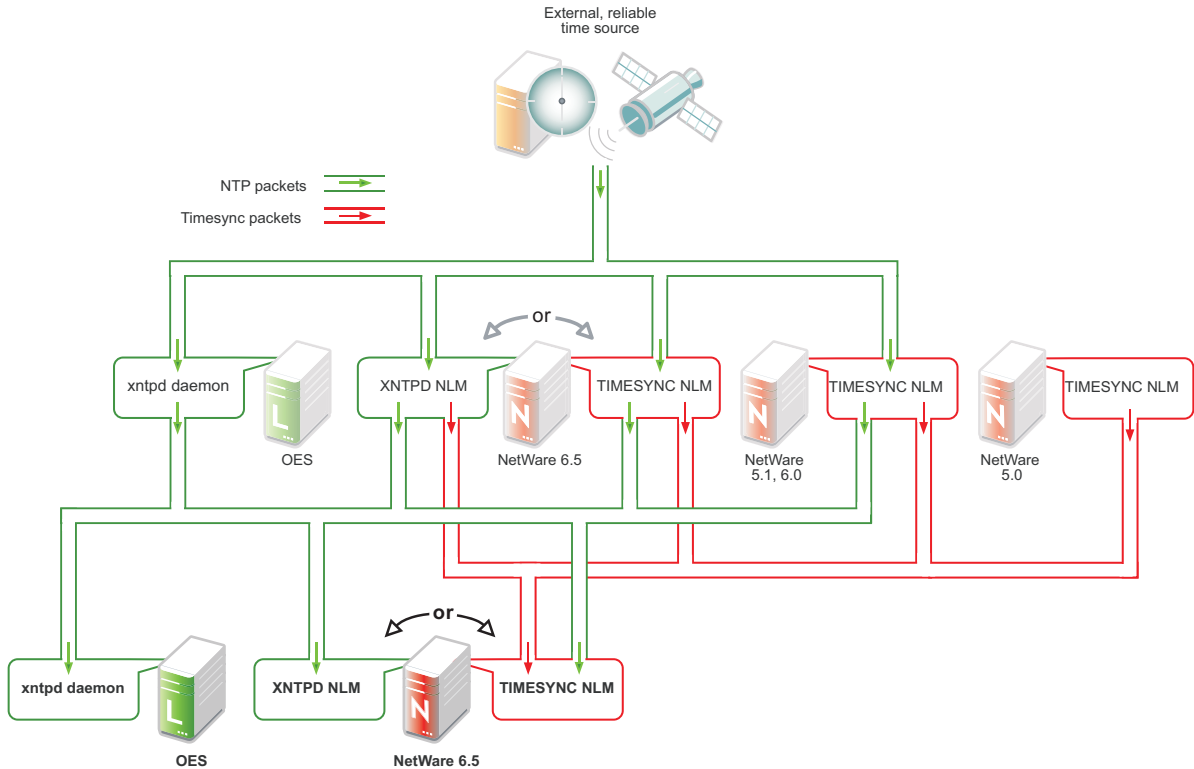 External, reliable
time source
NTP packets
Timesync packets
or
xntpd daemon
XNTPD NLM
TIMESYNC NLM
TIMESYNC NLM
TIMESYNC NLM
L
N
N
N
OES
NetWare 6.5
NetWare
5.1, 6.0
NetWare
5.0
or
xntpd daemon
XNTPD NLM
TIMESYNC NLM
L
N
OES
NetWare 6.5